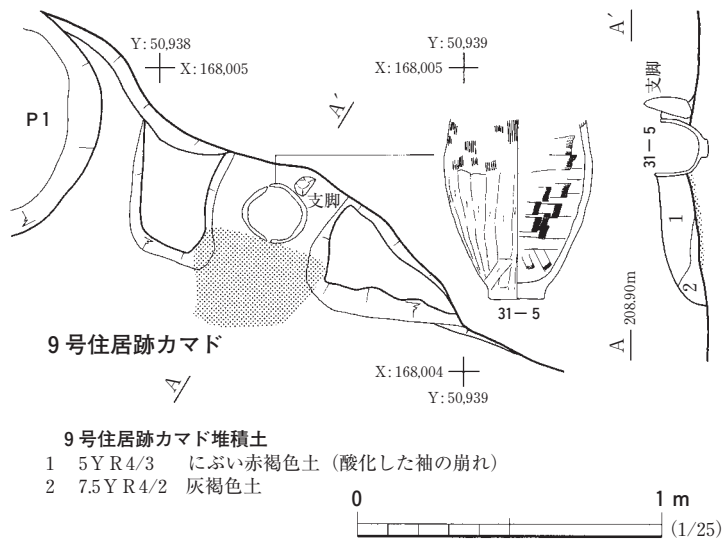 Y: 50,938
X: 168,005
Y: 50,939
X: 168,005
A′
A′
P1
支脚
支脚
31−5
31−5
1
2
A 208.90m
9号住居跡カマド
A
X: 168,004
Y: 50,939
9号住居跡カマド堆積土
1 5YR4/3 にぶい赤褐色土（酸化した袖の崩れ）
2 7.5YR4/2 灰褐色土
0 1 m
(1/25)